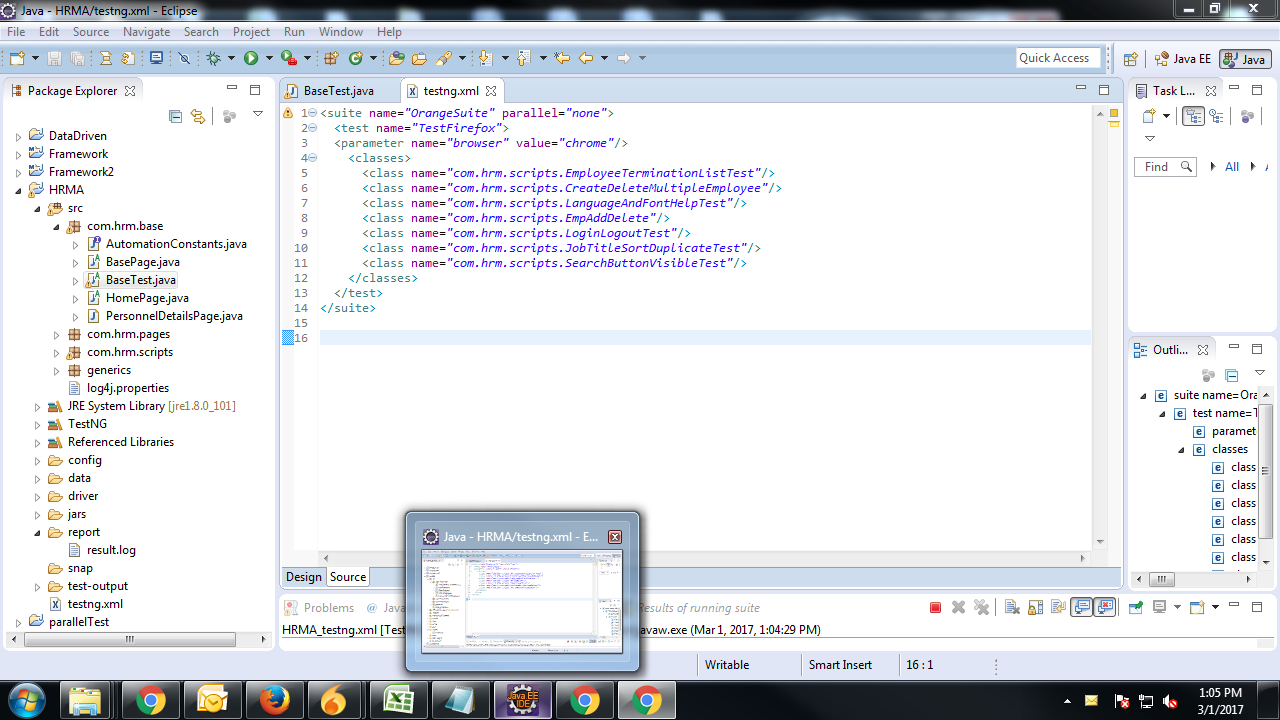 Java - HRMA/testng.xml - Eclipse
File Edit Source Navigate Search Project Run Window Help
Quick Access
Java EE
Java
Package Explorer
BaseTest.java
testng.xml
Task L...
DataDriven
Framework
Framework2
HRMA
src
com.hrm.base
AutomationConstants.java
BasePage.java
BaseTest.java
HomePage.java
PersonnelDetailsPage.java
com.hrm.pages
com.hrm.scripts
generics
log4j.properties
JRE System Library [jre1.8.0_101]
TestNG
Referenced Libraries
config
data
driver
jars
report
result.log
snap
test-output
testng.xml
parallelTest
1 <suite name="OrangeSuite" parallel="none">
2 <test name="TestFirefox">
3 <parameter name="browser" value="chrome"/>
4 <classes>
5 <class name="com.hrm.scripts.EmployeeTerminationListTest"/>
6 <class name="com.hrm.scripts.CreateDeleteMultipleEmployee"/>
7 <class name="com.hrm.scripts.LanguageAndFontHelpTest"/>
8 <class name="com.hrm.scripts.EmpAddDelete"/>
9 <class name="com.hrm.scripts.LoginLogoutTest"/>
10 <class name="com.hrm.scripts.JobTitleSortDuplicateTest"/>
11 <class name="com.hrm.scripts.SearchButtonVisibleTest"/>
12 </classes>
13 </test>
14 </suite>
15
16
Find
All
Outli...
suite name=Ora
test name=T
paramet
classes
class
class
class
class
class
class
Design Source
Java - HRMA/testng.xml - E...
Problems @ Java
Results of running suite
HRMA_testng.xml [Test
javaw.exe (Mar 1, 2017, 1:04:29 PM)
Writable
Smart Insert
16 : 1
Java EE
IDE
1:05 PM
3/1/2017